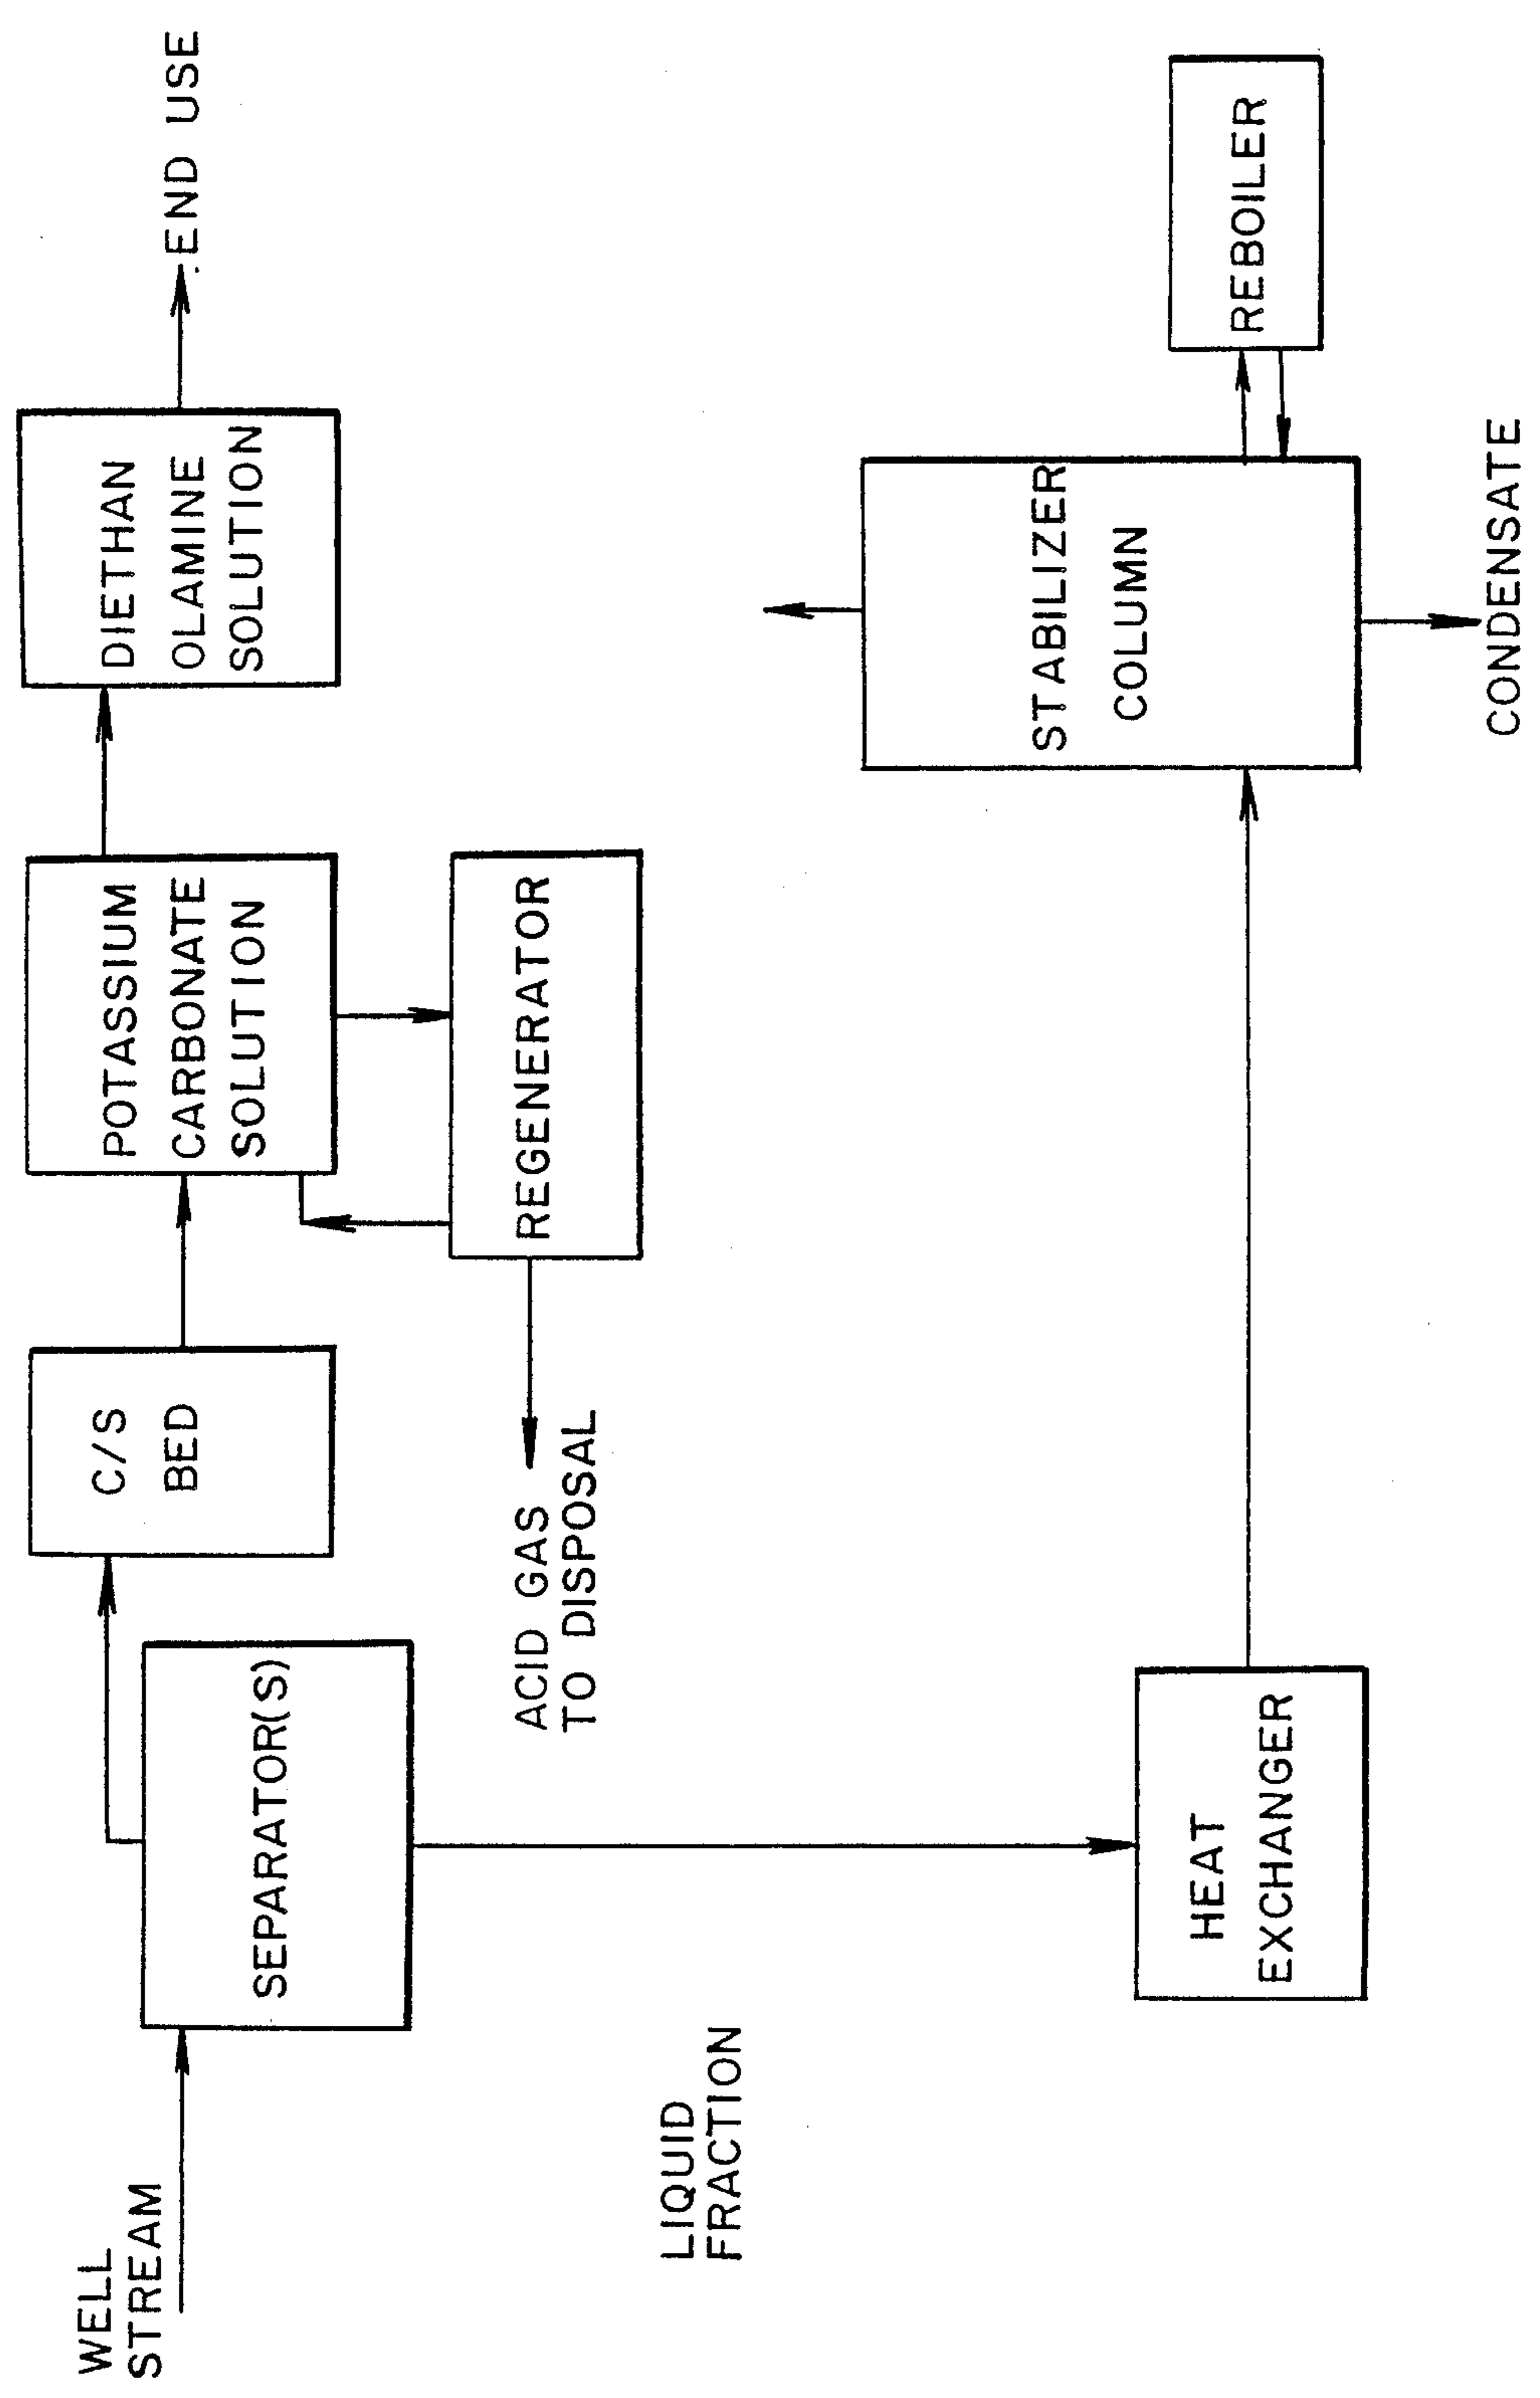 WELL
STREAM
SEPARATOR(S)
C/S
BED
POTASSIUM
CARBONATE
SOLUTION
DIETHAN
OLAMINE
SOLUTION
END USE
REGENERATOR
ACID GAS
TO DISPOSAL
LIQUID
FRACTION
HEAT
EXCHANGER
STABILIZER
COLUMN
REBOILER
CONDENSATE